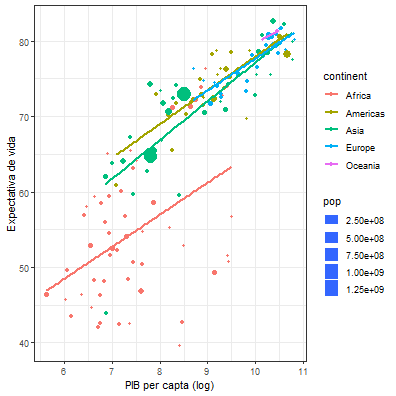 80
70
60
50
40
Expectativa de vida
6
7
8
9
10
11
PIB per capta (log)
continent
Africa
Americas
Asia
Europe
Oceania
pop
2.50e+08
5.00e+08
7.50e+08
1.00e+09
1.25e+09